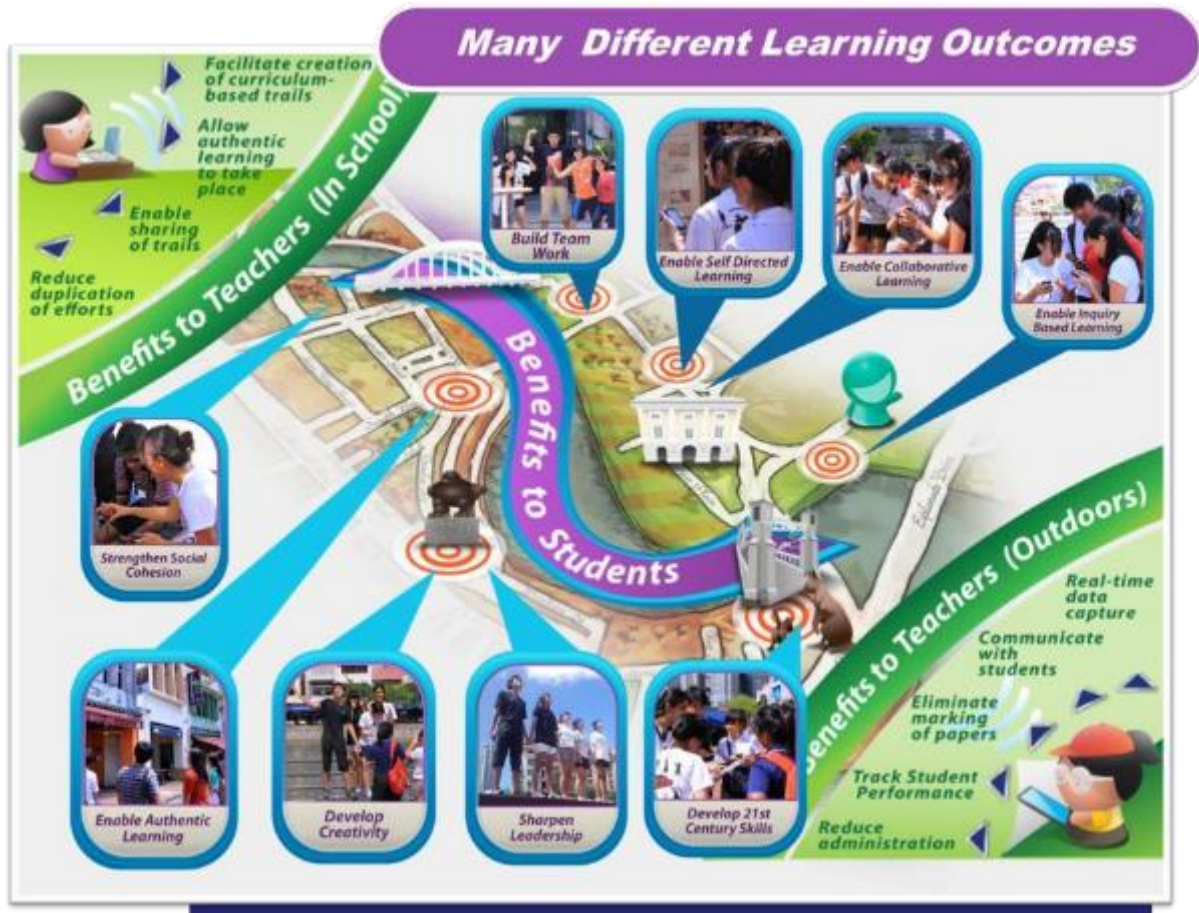 Many Different Learning Outcomes
Facilitate creation
of curriculum-
based trails
Allow
authentic
learning
to take
place
Enable
sharing
of trails
Reduce
duplication
of efforts
Benefits to Teachers (In School)
Build Team
Work
Enable Self Directed
Learning
Enable Collaborative
Learning
Enable Inquiry
Based Learning
Benefits to Students
Strengthen Social
Cohesion
Enable Authentic
Learning
Develop
Creativity
Sharpen
Leadership
Develop 21st
Century Skills
Benefits to Teachers (Outdoors)
Real-time
data
capture
Communicate
with
students
Eliminate
marking
of papers
Track Student
Performance
Reduce
administration